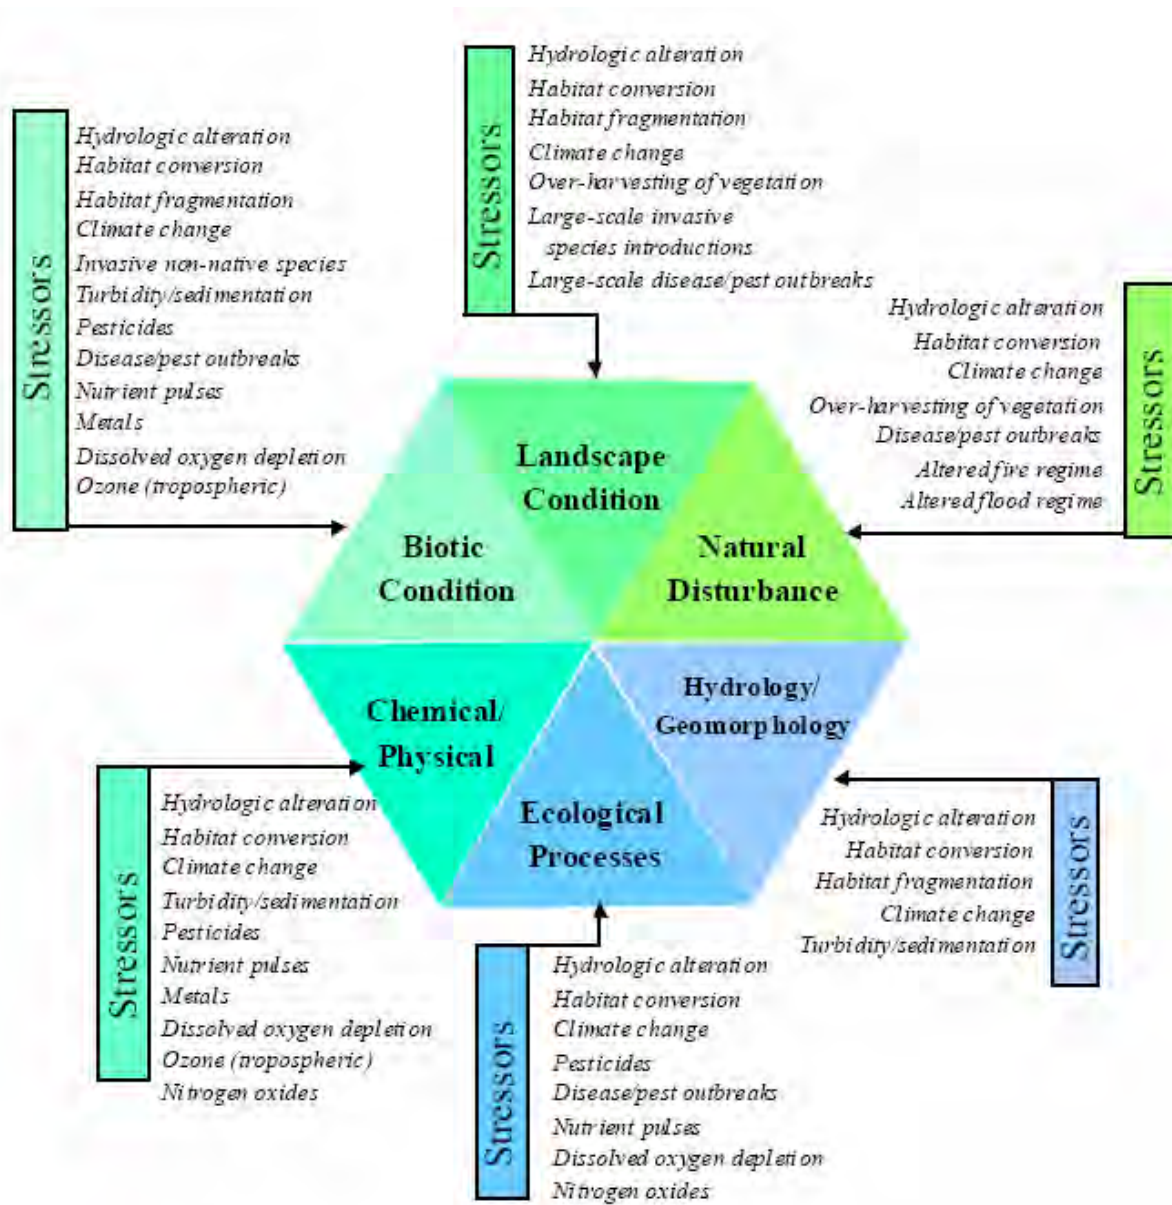 Stressors
Hydrologic alteration
Habitat conversion
Habitat fragmentation
Climate change
Over-harvesting of vegetation
Large-scale invasive
species introductions
Large-scale disease/pest outbreaks
Stressors
Hydrologic alteration
Habitat conversion
Habitat fragmentation
Climate change
Invasive non-native species
Turbidity/sedimentation
Pesticides
Disease/pest outbreaks
Nutrient pulses
Metals
Dissolved oxygen depletion
Ozone (tropospheric)
Stressors
Hydrologic alteration
Habitat conversion
Climate change
Over-harvesting of vegetation
Disease/pest outbreaks
Altered fire regime
Altered flood regime
Landscape
Condition
Biotic
Condition
Natural
Disturbance
Chemical/
Physical
Hydrology/
Geomorphology
Ecological
Processes
Stressors
Hydrologic alteration
Habitat conversion
Climate change
Turbidity/sedimentation
Pesticides
Nutrient pulses
Metals
Dissolved oxygen depletion
Ozone (tropospheric)
Nitrogen oxides
Stressors
Hydrologic alteration
Habitat conversion
Habitat fragmentation
Climate change
Turbidity/sedimentation
Stressors
Hydrologic alteration
Habitat conversion
Climate change
Pesticides
Disease/pest outbreaks
Nutrient pulses
Dissolved oxygen depletion
Nitrogen oxides